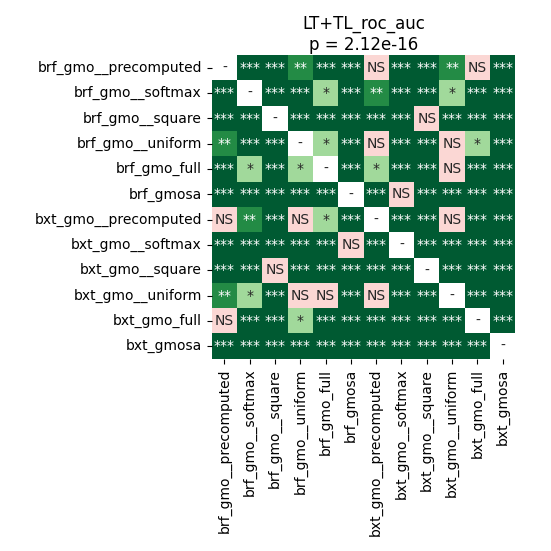 LT+TL_roc_auc
p = 2.12e-16
brf_gmo__precomputed - *** *** ** *** *** NS *** *** ** NS ***
brf_gmo__softmax *** - *** *** * *** ** *** *** * *** ***
brf_gmo__square *** *** - *** *** *** *** *** NS *** *** ***
brf_gmo__uniform ** *** *** - * *** NS *** *** NS * ***
brf_gmo_full *** * *** * - *** * *** *** NS *** ***
brf_gmosa *** *** *** *** *** - *** NS *** *** *** ***
bxt_gmo__precomputed NS ** *** NS * *** - *** *** NS *** ***
bxt_gmo__softmax *** *** *** *** *** NS *** - *** *** *** ***
bxt_gmo__square *** *** NS *** *** *** *** *** - *** *** ***
bxt_gmo__uniform ** * *** NS NS *** NS *** *** - *** ***
bxt_gmo_full NS *** *** * *** *** *** *** *** *** - ***
bxt_gmosa *** *** *** *** *** *** *** *** *** *** *** -
brf_gmo__precomputed
brf_gmo__softmax
brf_gmo__square
brf_gmo__uniform
brf_gmo_full
brf_gmosa
bxt_gmo__precomputed
bxt_gmo__softmax
bxt_gmo__square
bxt_gmo__uniform
bxt_gmo_full
bxt_gmosa